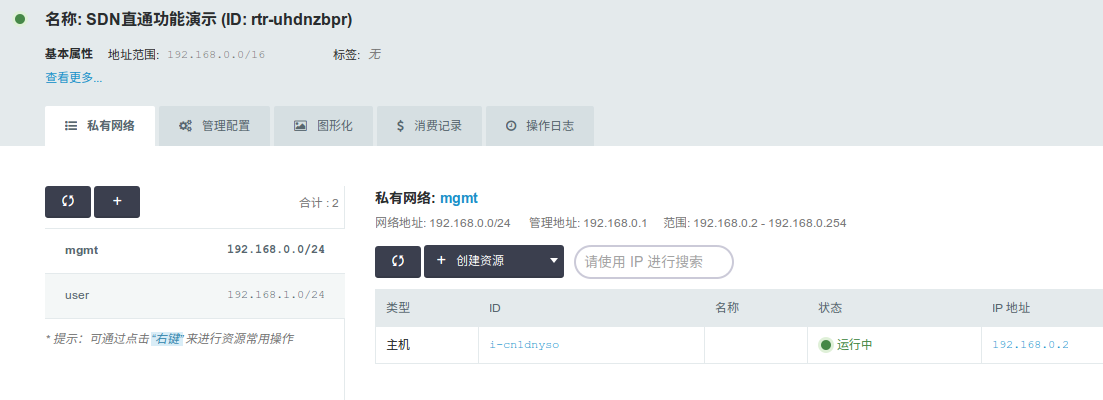 名称: SDN直通功能演示 (ID: rtr-uhdnzbpr)
基本属性 地址范围: 192.168.0.0/16 标签: 无
查看更多...
私有网络 管理配置 图形化 $ 消费记录 操作日志
+ 合计 : 2
mgmt 192.168.0.0/24
user 192.168.1.0/24
* 提示：可通过点击"右键"来进行资源常用操作
私有网络: mgmt
网络地址: 192.168.0.0/24 管理地址: 192.168.0.1 范围: 192.168.0.2 - 192.168.0.254
+ 创建资源 请使用 IP 进行搜索
类型 ID 名称 状态 IP 地址
主机 i-cn1dnyso 运行中 192.168.0.2